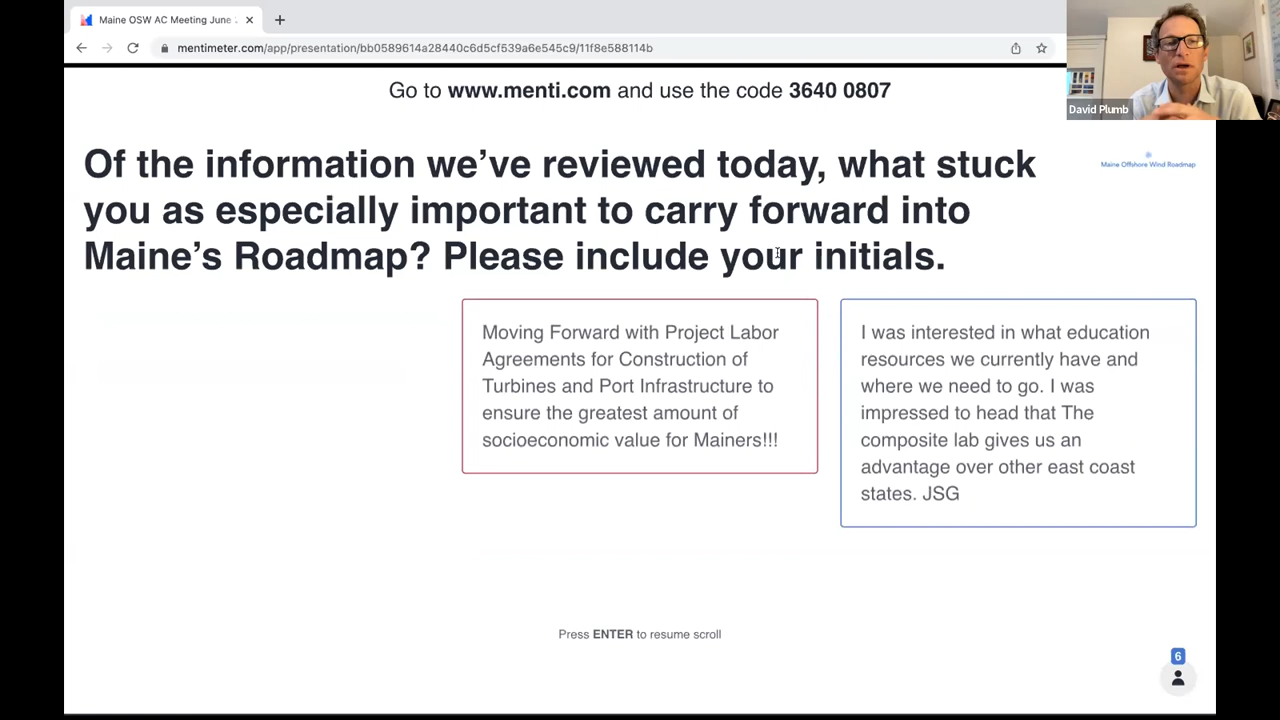 Maine OSW AC Meeting June
mentimeter.com/app/presentation/bb0589614a28440c6d5cf539a6e545c9/11f8e588114b
David Plumb
Go to www.menti.com and use the code 3640 0807
Of the information we've reviewed today, what stuck
you as especially important to carry forward into
Maine's Roadmap? Please include your initials.
Maine Offshore Wind Roadmap
Moving Forward with Project Labor
Agreements for Construction of
Turbines and Port Infrastructure to
ensure the greatest amount of
socioeconomic value for Mainers!!!
I was interested in what education
resources we currently have and
where we need to go. I was
impressed to head that The
composite lab gives us an
advantage over other east coast
states. JSG
Press ENTER to resume scroll
6